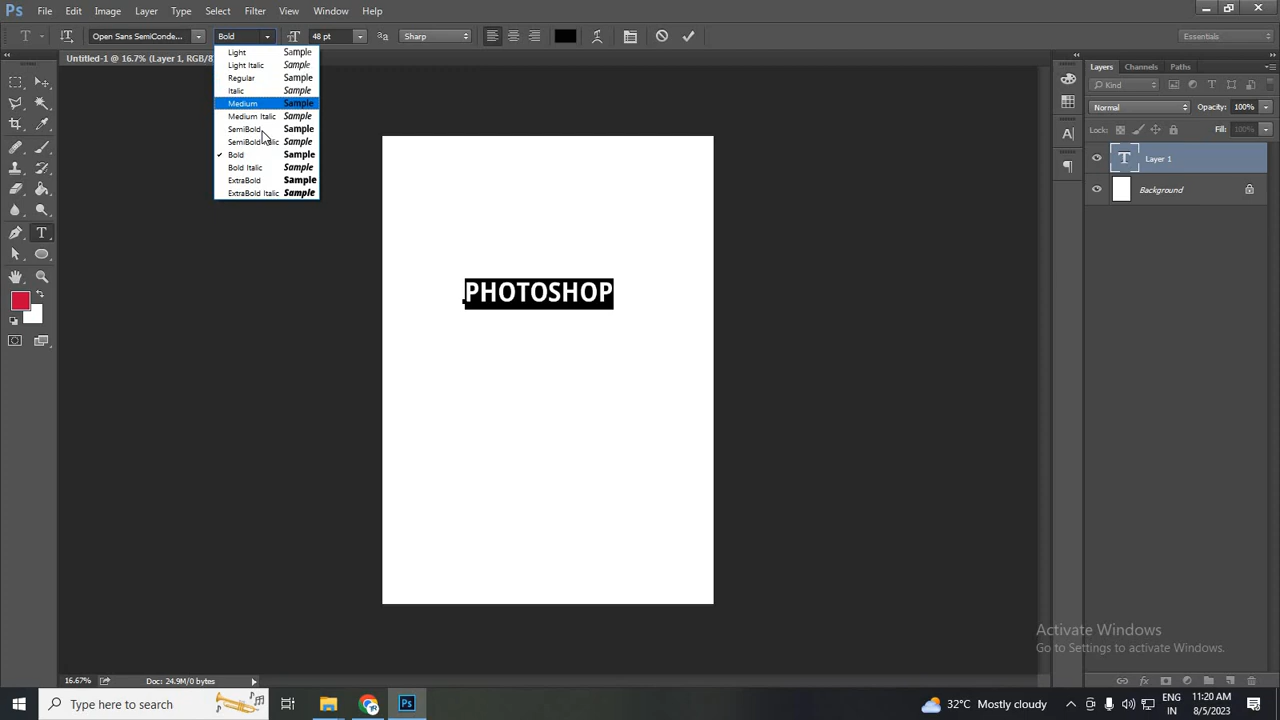 Ps File Edit Image Layer Type Select Filter View Window Help
T Open Sans SemiConde... Bold 48 pt aa Sharp Essentials
Untitled-1 @ 16.7% (Layer 1, RGB/8
Light Sample
Light Italic Sample
Regular Sample
Italic Sample
Medium Sample
Medium Italic Sample
SemiBold Sample
SemiBold Italic Sample
Bold Sample
Bold Italic Sample
ExtraBold Sample
ExtraBold Italic Sample
PHOTOSHOP
Layers Channels Paths
Kind
Normal Opacity: 100%
Lock: Fill: 100%
T Layer 1
Background
Activate Windows
Go to Settings to activate Windows.
16.67% Doc: 24.9M/0 bytes
Type here to search
Ps
32°C Mostly cloudy
ENG
IN
11:20 AM
8/5/2023